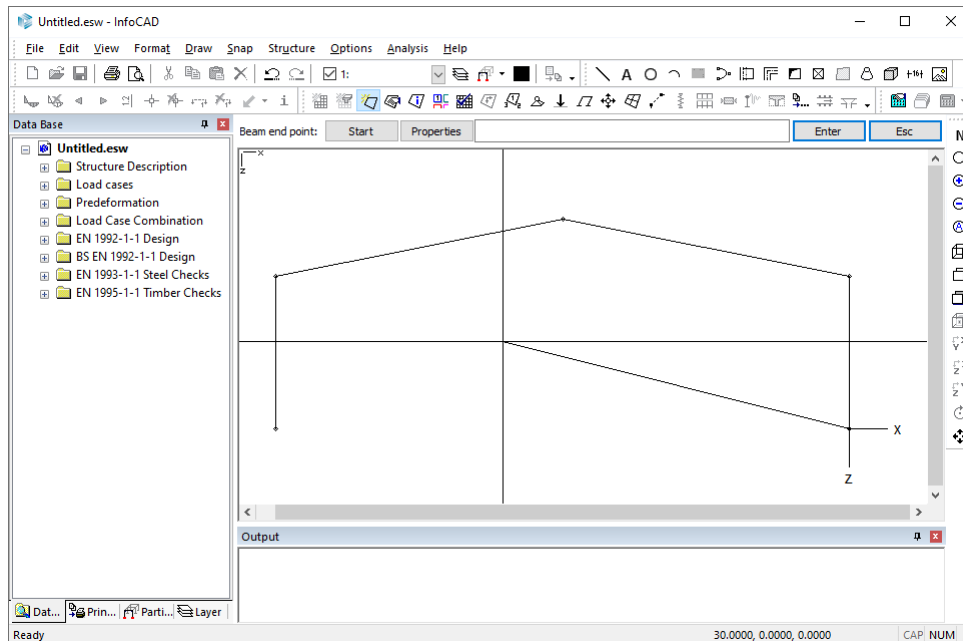 Untitled.esw - InfoCAD
File Edit View Format Draw Snap Structure Options Analysis Help
1:
A
Data Base
Beam end point: Start Properties Enter Esc
Untitled.esw
Structure Description
Load cases
Predeformation
Load Case Combination
EN 1992-1-1 Design
BS EN 1992-1-1 Design
EN 1993-1-1 Steel Checks
EN 1995-1-1 Timber Checks
x
z
X
Z
Output
Dat... Prin... Parti... Layer
Ready 30.0000, 0.0000, 0.0000 CAP NUM